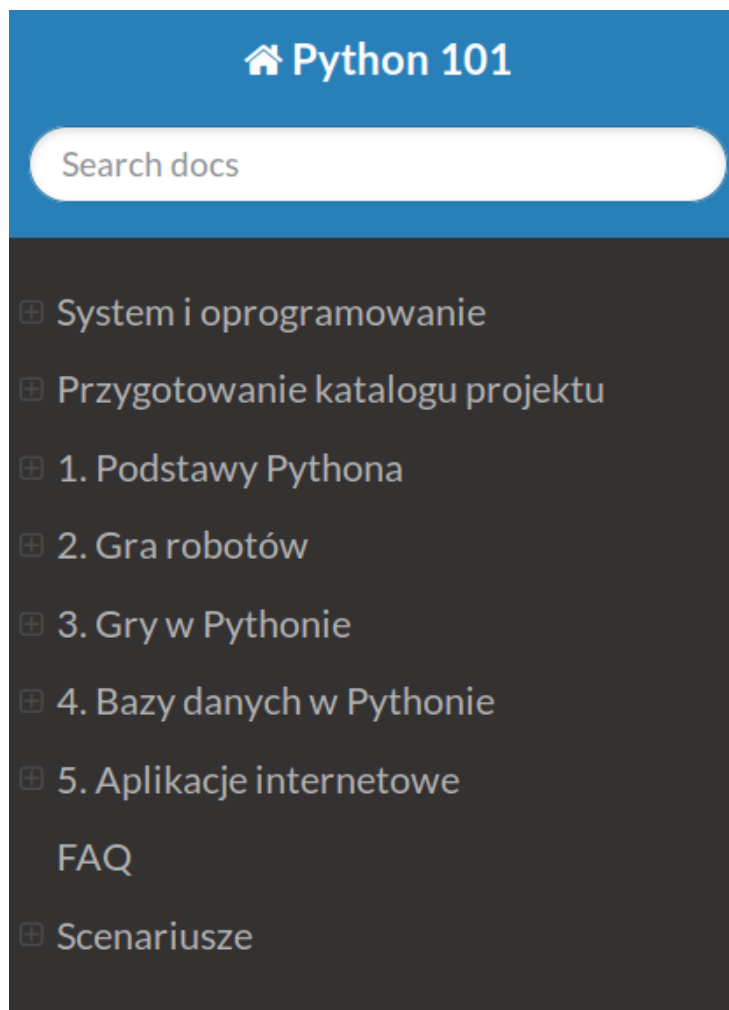 Python 101
Search docs
System i oprogramowanie
Przygotowanie katalogu projektu
1. Podstawy Pythona
2. Gra robotów
3. Gry w Pythonie
4. Bazy danych w Pythonie
5. Aplikacje internetowe
FAQ
Scenariusze